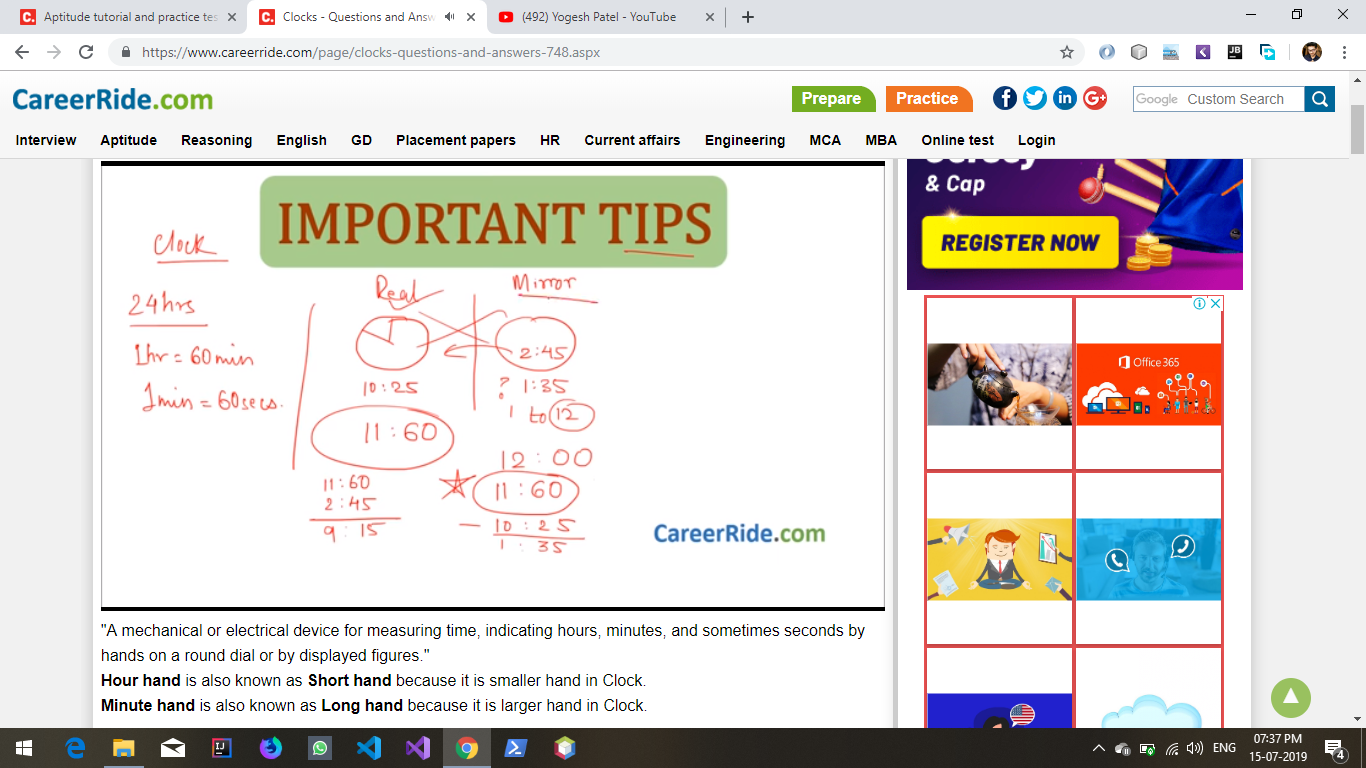 Aptitude tutorial and practice tes
Clocks - Questions and Answ
(492) Yogesh Patel - YouTube
https://www.careerride.com/page/clocks-questions-and-answers-748.aspx
JB
CareerRide.com
Prepare
Practice
Google Custom Search
Interview Aptitude Reasoning English GD Placement papers HR Current affairs Engineering MCA MBA Online test Login
IMPORTANT TIPS
Clock
24hrs
1hr = 60min
1min = 60secs.
Real
10:25
11:60
11:60
2:45
9:15
Mirror
2:45
? 1:35
1 to 12
12:00
11:60
- 10:25
1:35
CareerRide.com
"A mechanical or electrical device for measuring time, indicating hours, minutes, and sometimes seconds by
hands on a round dial or by displayed figures."
Hour hand is also known as Short hand because it is smaller hand in Clock.
Minute hand is also known as Long hand because it is larger hand in Clock.
& Cap
REGISTER NOW
Office 365
ENG
07:37 PM
15-07-2019
4